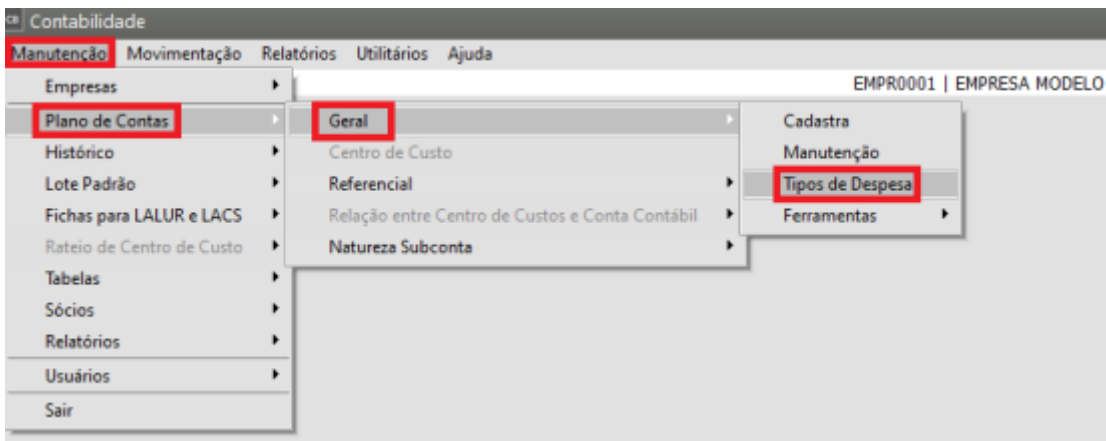 CB Contabilidade
Manutenção Movimentação Relatórios Utilitários Ajuda
EMPR0001 | EMPRESA MODELO
Empresas
Plano de Contas
Histórico
Lote Padrão
Fichas para LALUR e LACS
Rateio de Centro de Custo
Tabelas
Sócios
Relatórios
Usuários
Sair
Geral
Centro de Custo
Referencial
Relação entre Centro de Custos e Conta Contábil
Natureza Subconta
Cadastra
Manutenção
Tipos de Despesa
Ferramentas